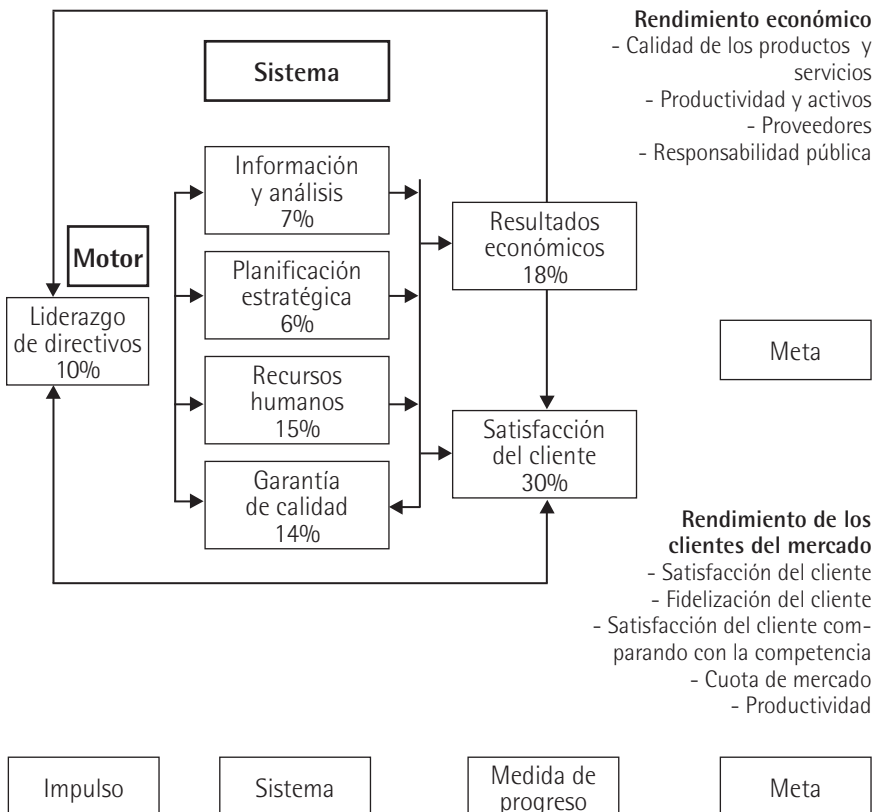 Rendimiento económico
- Calidad de los productos y
servicios
- Productividad y activos
- Proveedores
- Responsabilidad pública
Sistema
Información
y análisis
7%
Resultados
económicos
18%
Motor
Planificación
estratégica
6%
Liderazgo
de directivos
10%
Meta
Recursos
humanos
15%
Satisfacción
del cliente
30%
Garantía
de calidad
14%
Rendimiento de los
clientes del mercado
- Satisfacción del cliente
- Fidelización del cliente
- Satisfacción del cliente com-
parando con la competencia
- Cuota de mercado
- Productividad
Impulso
Sistema
Medida de
progreso
Meta